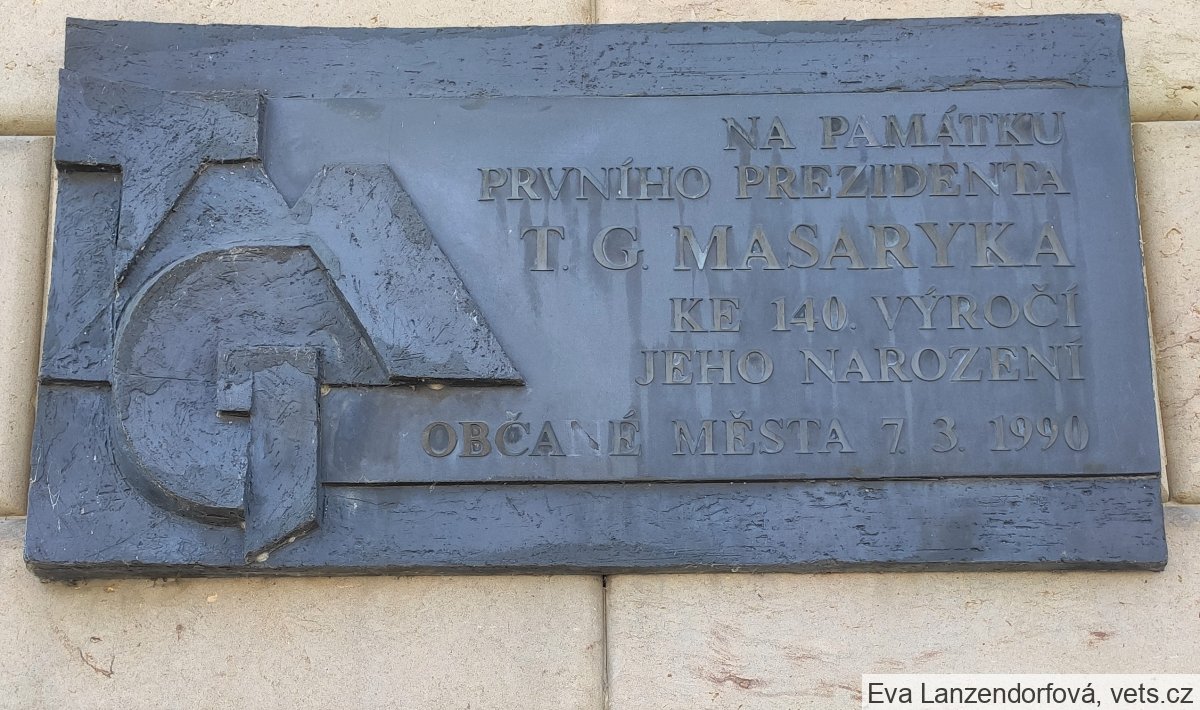 TGM
NA PAMÁTKU
PRVNÍHO PREZIDENTA
T. G. MASARYKA
KE 140. VÝROČÍ
JEHO NAROZENÍ
OBČANÉ MĚSTA 7. 3. 1990
Eva Lanzendorfová, vets.cz